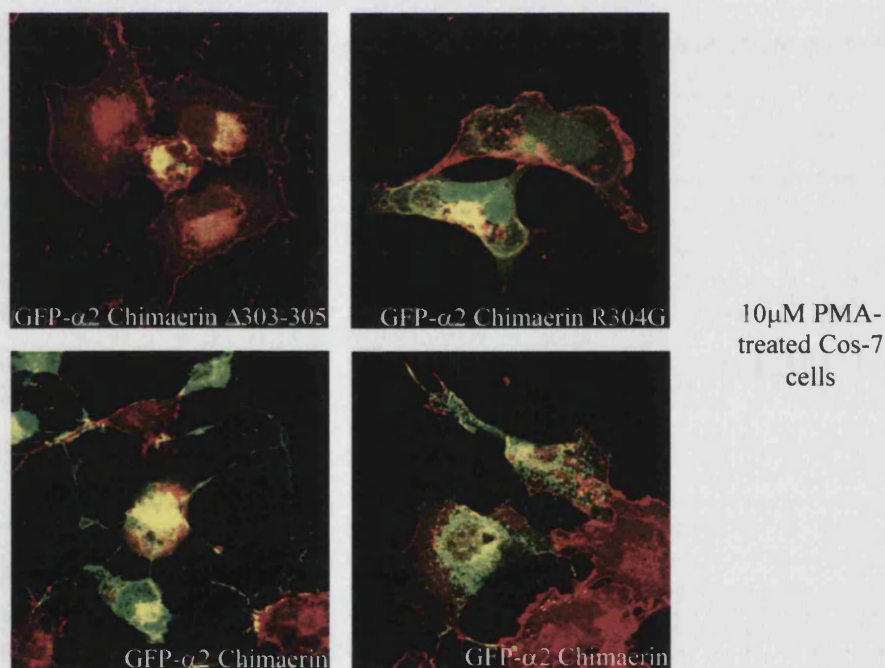 GFP-α2 Chimaerin Δ303-305
GFP-α2 Chimaerin R304G
10μM PMA-
treated Cos-7
cells
GFP-α2 Chimaerin
GFP-α2 Chimaerin